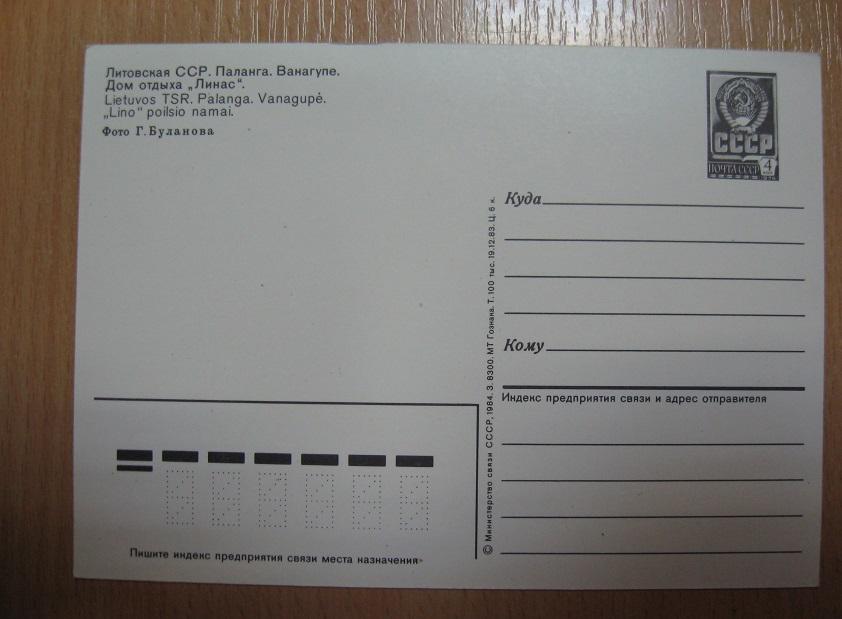 Литовская ССР. Паланга. Ванагупе.
Дом отдыха „Линас“.
Lietuvos TSR. Palanga. Vanagupė.
„Lino“ poilsio namai.
Фото Г. Буланова
СССР
ПОЧТА СССР 4
Куда
Кому
Индекс предприятия связи и адрес отправителя
© Министерство связи СССР, 1984. З. 8300. МТ Гознака. Т. 100 тыс. 19.12.83. Ц. 6 к.
Пишите индекс предприятия связи места назначения